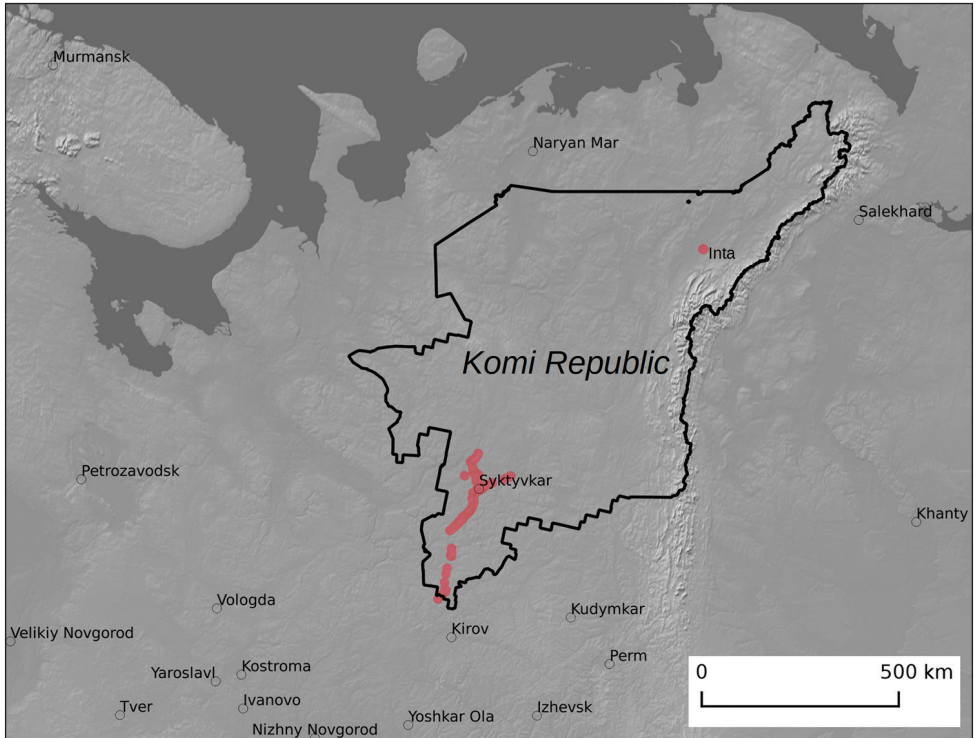 Murmansk
Naryan Mar
Salekhard
Inta
Komi Republic
Petrozavodsk
Syktyvkar
Khanty
Vologda
Kudymkar
Velikiy Novgorod
Kirov
Perm
Yaroslavl
Kostroma
0 500 km
Tver
Ivanovo
Yoshkar Ola
Izhevsk
Nizhny Novgorod